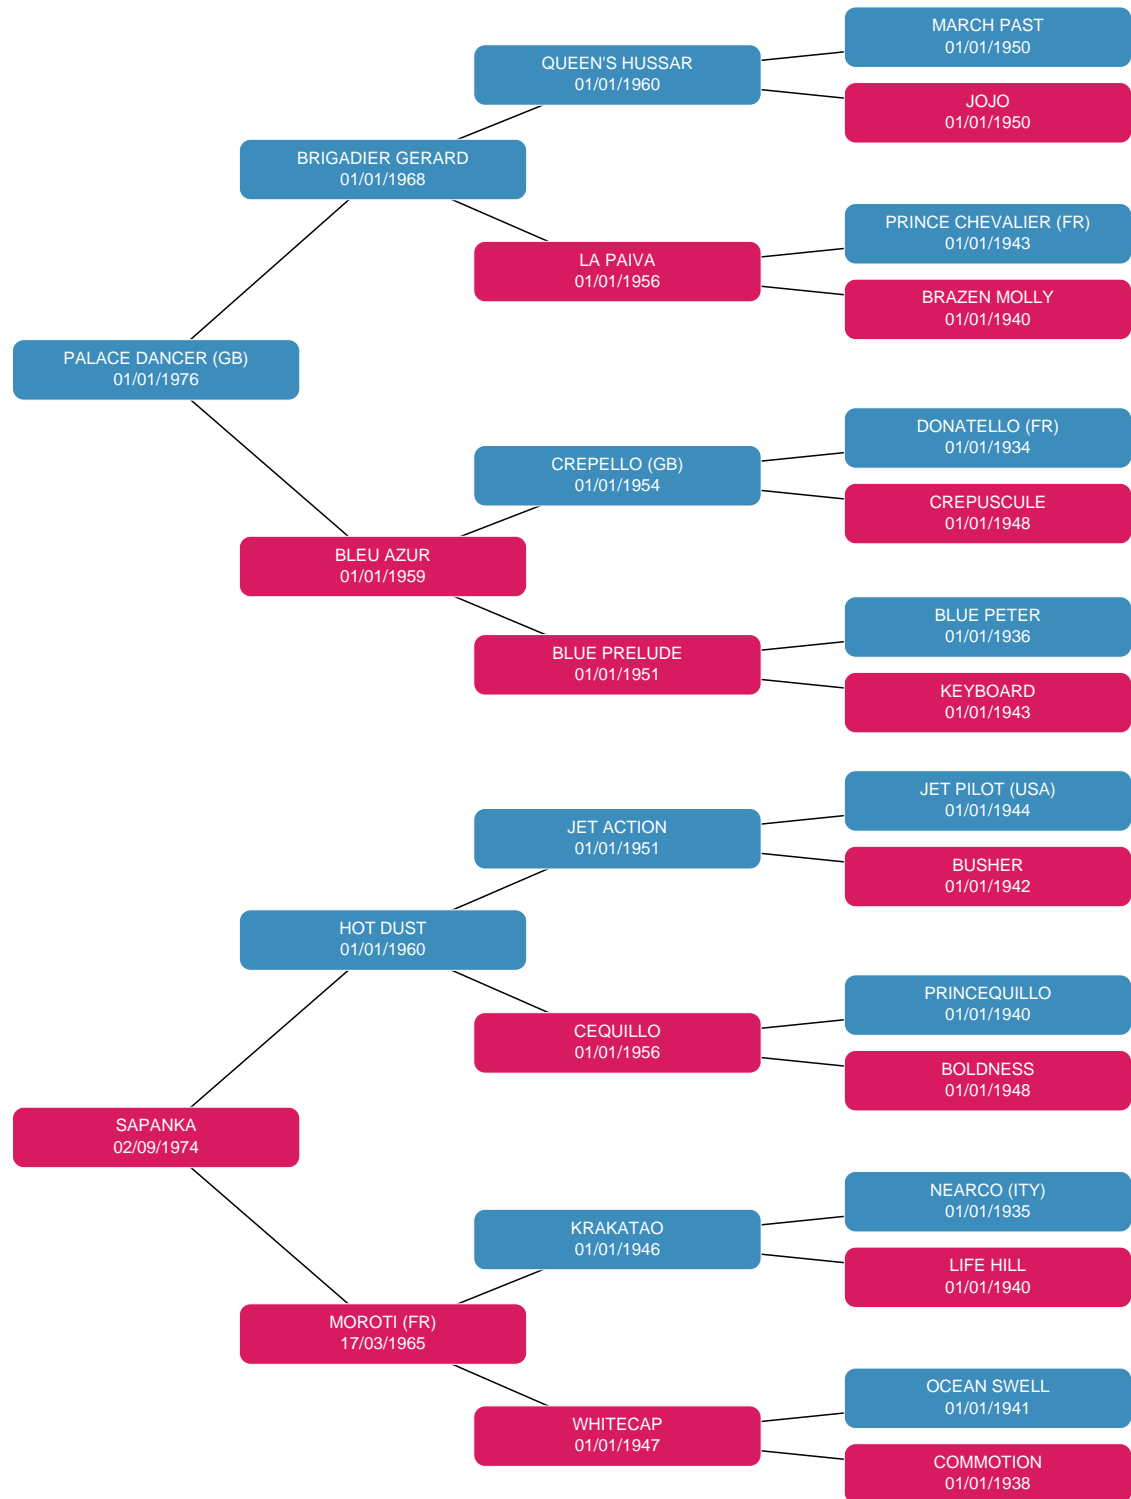 MARCH PAST
01/01/1950
QUEEN'S HUSSAR
01/01/1960
JOJO
01/01/1950
BRIGADIER GERARD
01/01/1968
PRINCE CHEVALIER (FR)
01/01/1943
LA PAIVA
01/01/1956
BRAZEN MOLLY
01/01/1940
PALACE DANCER (GB)
01/01/1976
DONATELLO (FR)
01/01/1934
CREPELLO (GB)
01/01/1954
CREPUSCULE
01/01/1948
BLEU AZUR
01/01/1959
BLUE PETER
01/01/1936
BLUE PRELUDE
01/01/1951
KEYBOARD
01/01/1943
JET PILOT (USA)
01/01/1944
JET ACTION
01/01/1951
BUSHER
01/01/1942
HOT DUST
01/01/1960
PRINCEQUILLO
01/01/1940
CEQUILLO
01/01/1956
BOLDNESS
01/01/1948
SAPANKA
02/09/1974
NEARCO (ITY)
01/01/1935
KRAKATAO
01/01/1946
LIFE HILL
01/01/1940
MOROTI (FR)
17/03/1965
OCEAN SWELL
01/01/1941
WHITECAP
01/01/1947
COMMOTION
01/01/1938